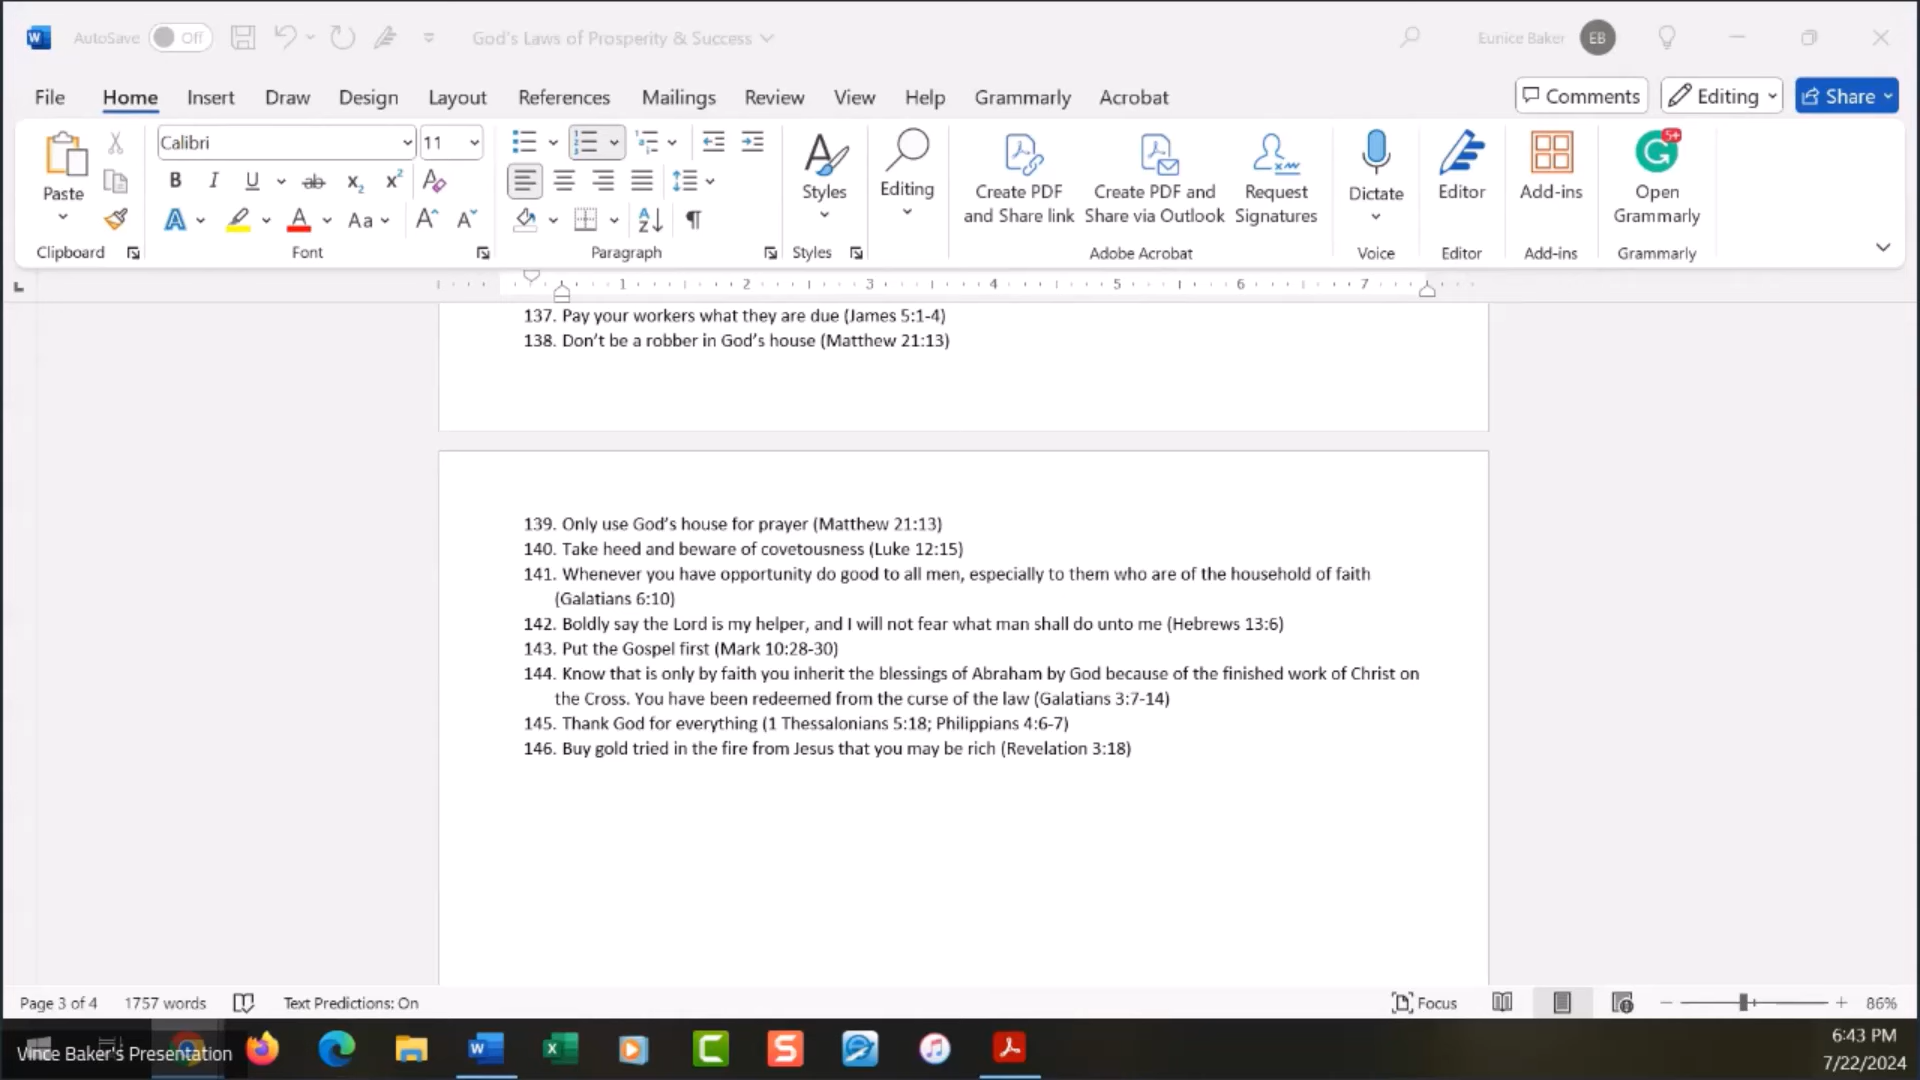 AutoSave Off God's Laws of Prosperity & Success Eunice Baker EB
File Home Insert Draw Design Layout References Mailings Review View Help Grammarly Acrobat Comments Editing Share
Calibri 11
Paste Styles Editing Create PDF and Share link Create PDF and Share via Outlook Request Signatures Dictate Editor Add-ins Open Grammarly
Clipboard Font Paragraph Styles Adobe Acrobat Voice Editor Add-ins Grammarly
1 2 3 4 5 6 7
137. Pay your workers what they are due (James 5:1-4)
138. Don’t be a robber in God’s house (Matthew 21:13)
139. Only use God’s house for prayer (Matthew 21:13)
140. Take heed and beware of covetousness (Luke 12:15)
141. Whenever you have opportunity do good to all men, especially to them who are of the household of faith
(Galatians 6:10)
142. Boldly say the Lord is my helper, and I will not fear what man shall do unto me (Hebrews 13:6)
143. Put the Gospel first (Mark 10:28-30)
144. Know that is only by faith you inherit the blessings of Abraham by God because of the finished work of Christ on
the Cross. You have been redeemed from the curse of the law (Galatians 3:7-14)
145. Thank God for everything (1 Thessalonians 5:18; Philippians 4:6-7)
146. Buy gold tried in the fire from Jesus that you may be rich (Revelation 3:18)
Page 3 of 4 1757 words Text Predictions: On Focus 86%
Vince Baker's Presentation
6:43 PM
7/22/2024